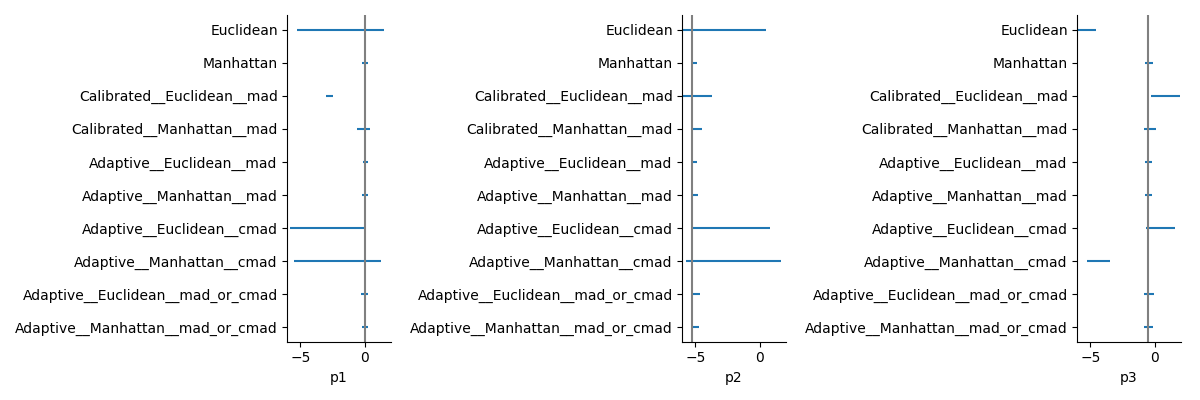 Euclidean
Manhattan
Calibrated__Euclidean__mad
Calibrated__Manhattan__mad
Adaptive__Euclidean__mad
Adaptive__Manhattan__mad
Adaptive__Euclidean__cmad
Adaptive__Manhattan__cmad
Adaptive__Euclidean__mad_or_cmad
Adaptive__Manhattan__mad_or_cmad
−5 0
p1
Euclidean
Manhattan
Calibrated__Euclidean__mad
Calibrated__Manhattan__mad
Adaptive__Euclidean__mad
Adaptive__Manhattan__mad
Adaptive__Euclidean__cmad
Adaptive__Manhattan__cmad
Adaptive__Euclidean__mad_or_cmad
Adaptive__Manhattan__mad_or_cmad
−5 0
p2
Euclidean
Manhattan
Calibrated__Euclidean__mad
Calibrated__Manhattan__mad
Adaptive__Euclidean__mad
Adaptive__Manhattan__mad
Adaptive__Euclidean__cmad
Adaptive__Manhattan__cmad
Adaptive__Euclidean__mad_or_cmad
Adaptive__Manhattan__mad_or_cmad
−5 0
p3